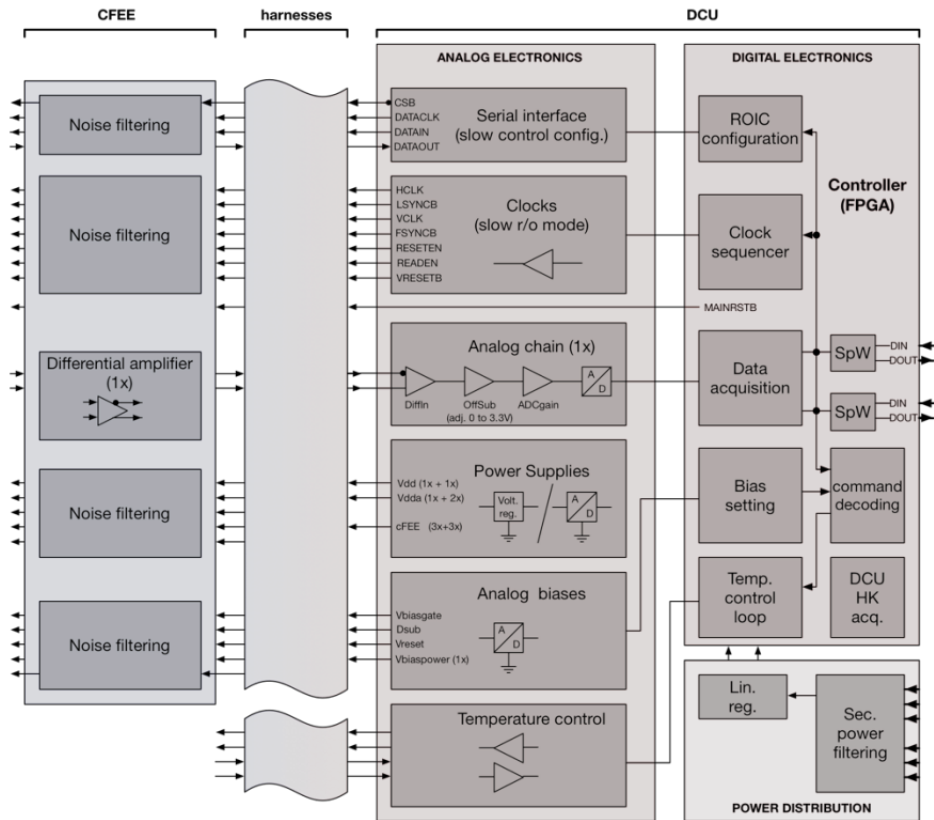 CFEE
harnesses
DCU
ANALOG ELECTRONICS
DIGITAL ELECTRONICS
Noise filtering
CSB
DATACLK
DATAIN
DATAOUT
Serial interface
(slow control config.)
ROIC
configuration
Controller
(FPGA)
Noise filtering
HCLK
LSYNCB
VCLK
FSYNCB
RESETEN
READEN
VRESETB
Clocks
(slow r/o mode)
Clock
sequencer
MAINRSTB
Differential amplifier
(1x)
Analog chain (1x)
A
D
DiffIn
OffSub
ADCgain
(adj. 0 to 3.3V)
Data
acquisition
SpW
DIN
DOUT
SpW
DIN
DOUT
Noise filtering
Power Supplies
Vdd (1x + 1x)
Vdda (1x + 2x)
cFEE (3x+3x)
Volt.
reg.
A
D
Bias
setting
command
decoding
Noise filtering
Analog biases
Vbiasgate
Dsub
Vreset
Vbiaspower (1x)
A
D
Temp.
control
loop
DCU
HK
acq.
Temperature control
Lin.
reg.
Sec.
power
filtering
POWER DISTRIBUTION